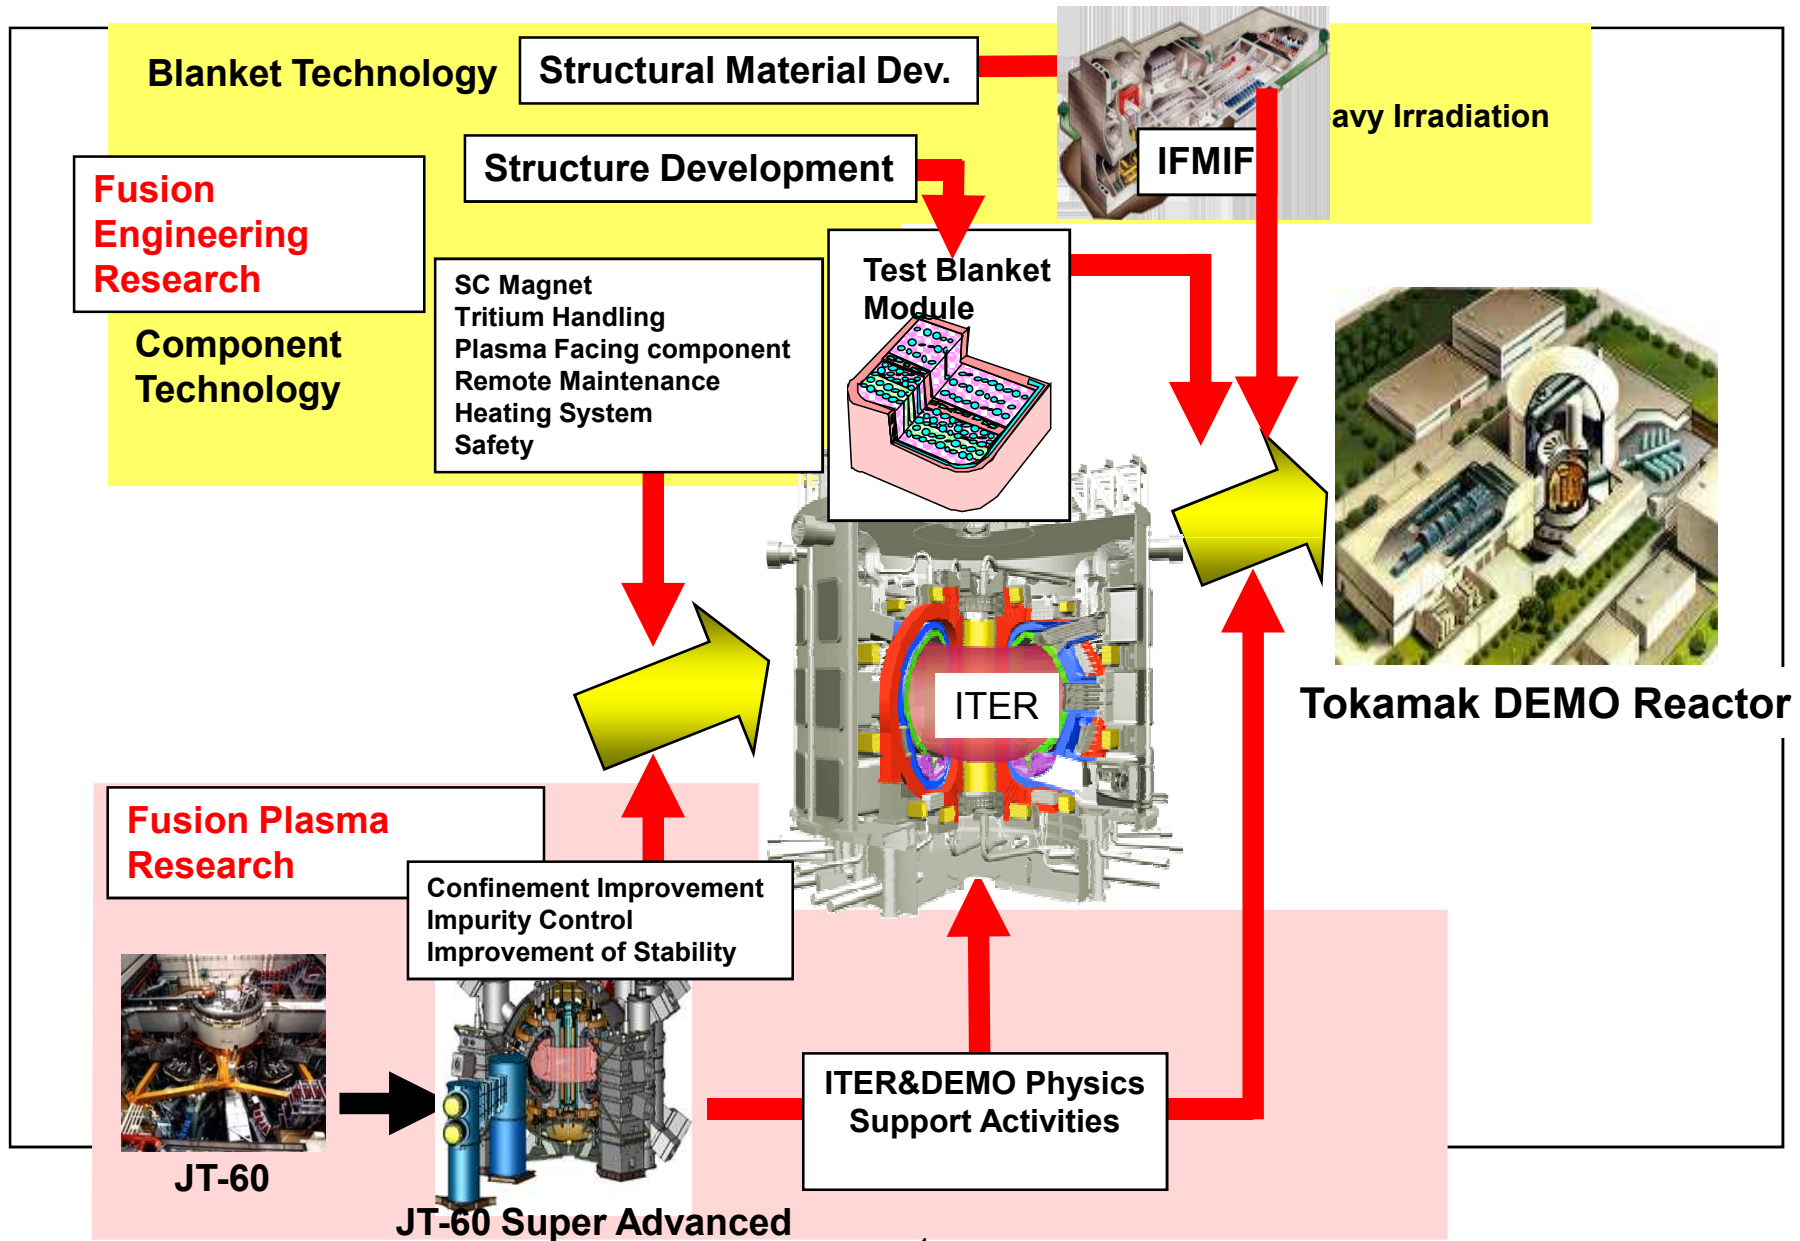 Blanket Technology
Structural Material Dev.
avy Irradiation
IFMIF
Structure Development
Fusion
Engineering
Research
Test Blanket
Module
SC Magnet
Tritium Handling
Plasma Facing component
Remote Maintenance
Heating System
Safety
Component
Technology
ITER
Tokamak DEMO Reactor
Fusion Plasma
Research
Confinement Improvement
Impurity Control
Improvement of Stability
ITER&DEMO Physics
Support Activities
JT-60
JT-60 Super Advanced